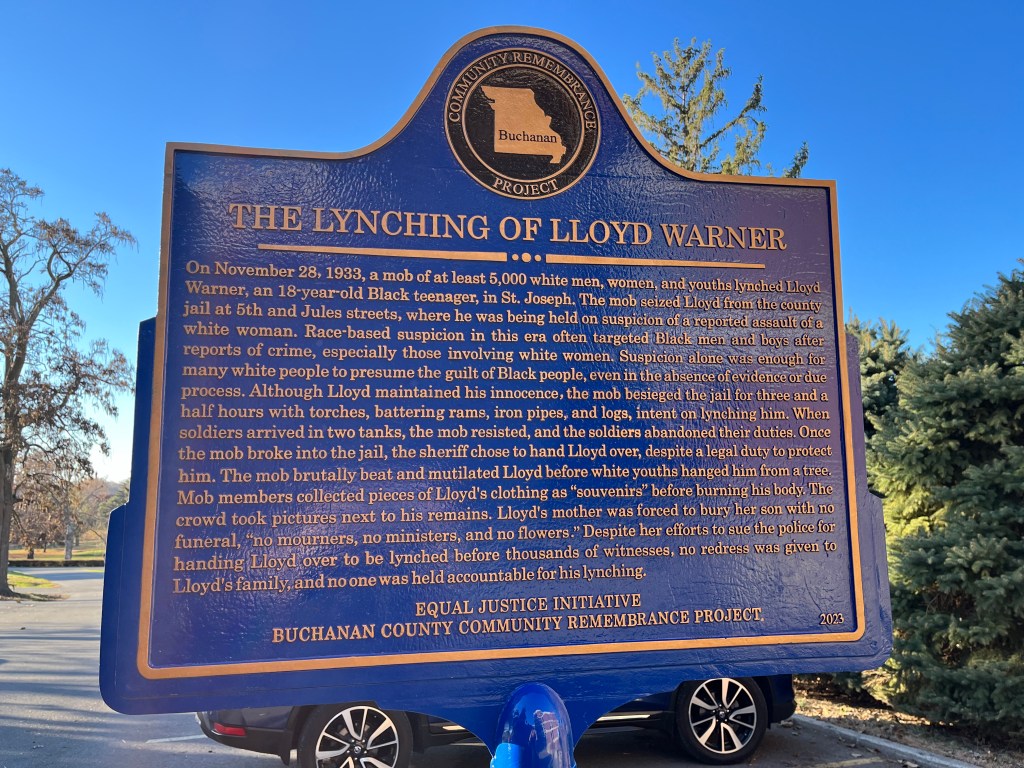 COMMUNITY REMEMBRANCE
Buchanan
PROJECT
THE LYNCHING OF LLOYD WARNER
On November 28, 1933, a mob of at least 5,000 white men, women, and youths lynched Lloyd
Warner, an 18-year-old Black teenager, in St. Joseph. The mob seized Lloyd from the county
jail at 5th and Jules streets, where he was being held on suspicion of a reported assault of a
white woman. Race-based suspicion in this era often targeted Black men and boys after
reports of crime, especially those involving white women. Suspicion alone was enough for
many white people to presume the guilt of Black people, even in the absence of evidence or due
process. Although Lloyd maintained his innocence, the mob besieged the jail for three and a
half hours with torches, battering rams, iron pipes, and logs, intent on lynching him. When
soldiers arrived in two tanks, the mob resisted, and the soldiers abandoned their duties. Once
the mob broke into the jail, the sheriff chose to hand Lloyd over, despite a legal duty to protect
him. The mob brutally beat and mutilated Lloyd before white youths hanged him from a tree.
Mob members collected pieces of Lloyd's clothing as “souvenirs” before burning his body. The
crowd took pictures next to his remains. Lloyd's mother was forced to bury her son with no
funeral, “no mourners, no ministers, and no flowers.” Despite her efforts to sue the police for
handing Lloyd over to be lynched before thousands of witnesses, no redress was given to
Lloyd's family, and no one was held accountable for his lynching.
EQUAL JUSTICE INITIATIVE
BUCHANAN COUNTY COMMUNITY REMEMBRANCE PROJECT
2023